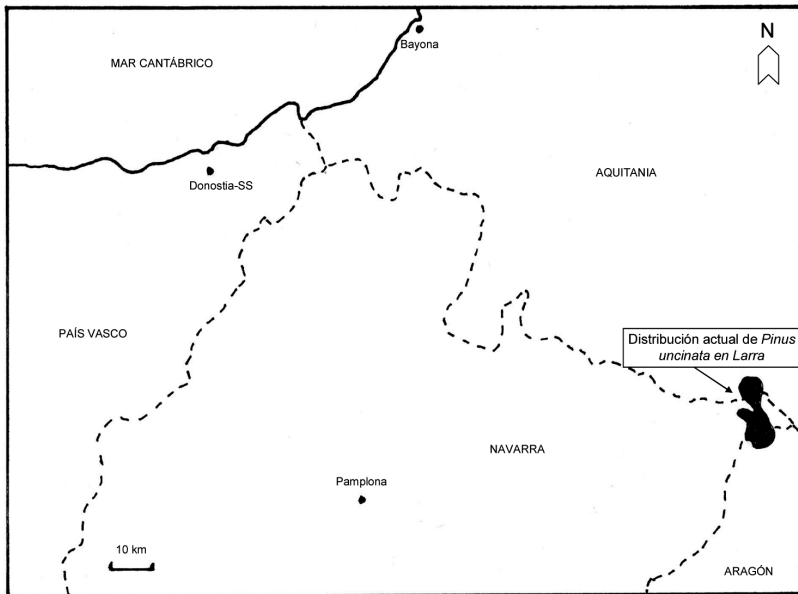 Bayona
N
MAR CANTÁBRICO
AQUITANIA
Donostia-SS
PAÍS VASCO
Distribución actual de Pinus
uncinata en Larra
NAVARRA
Pamplona
10 km
ARAGÓN